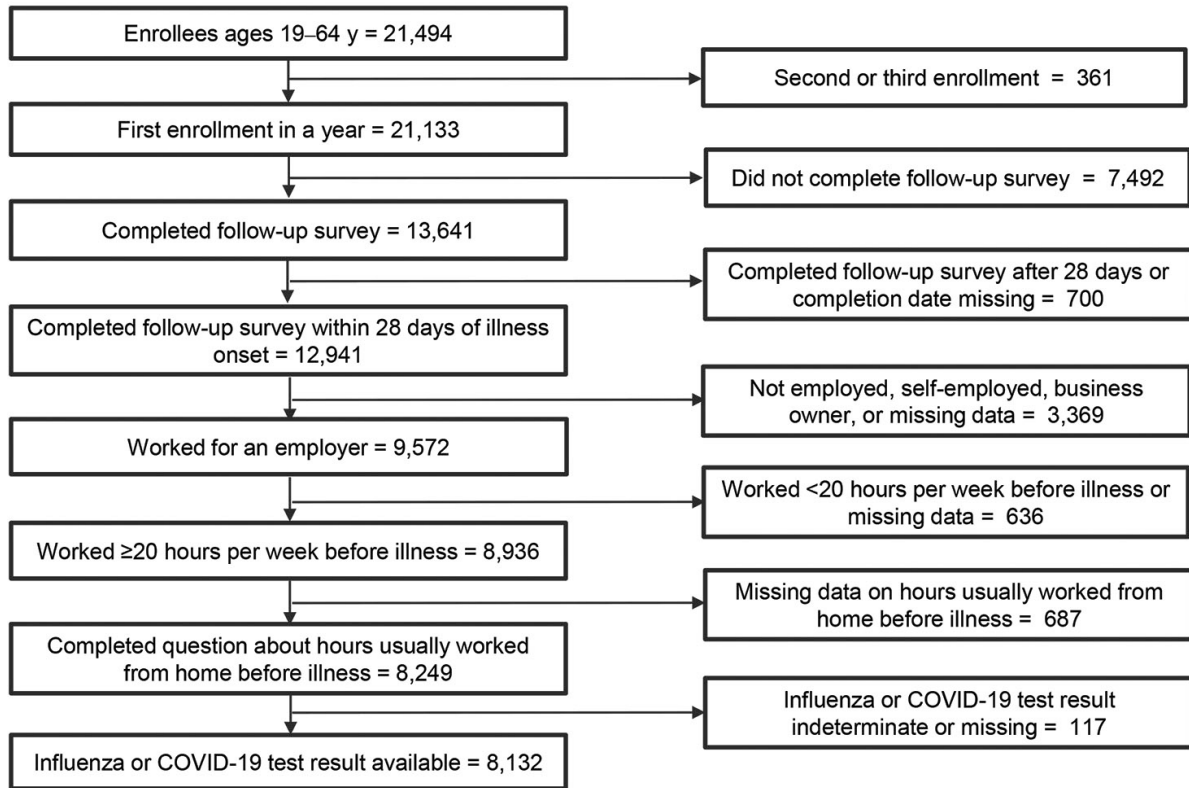 Enrollees ages 19–64 y = 21,494
Second or third enrollment = 361
First enrollment in a year = 21,133
Did not complete follow-up survey = 7,492
Completed follow-up survey = 13,641
Completed follow-up survey after 28 days or
completion date missing = 700
Completed follow-up survey within 28 days of illness
onset = 12,941
Not employed, self-employed, business
owner, or missing data = 3,369
Worked for an employer = 9,572
Worked <20 hours per week before illness or
missing data = 636
Worked ≥20 hours per week before illness = 8,936
Missing data on hours usually worked from
home before illness = 687
Completed question about hours usually worked
from home before illness = 8,249
Influenza or COVID-19 test result
indeterminate or missing = 117
Influenza or COVID-19 test result available = 8,132